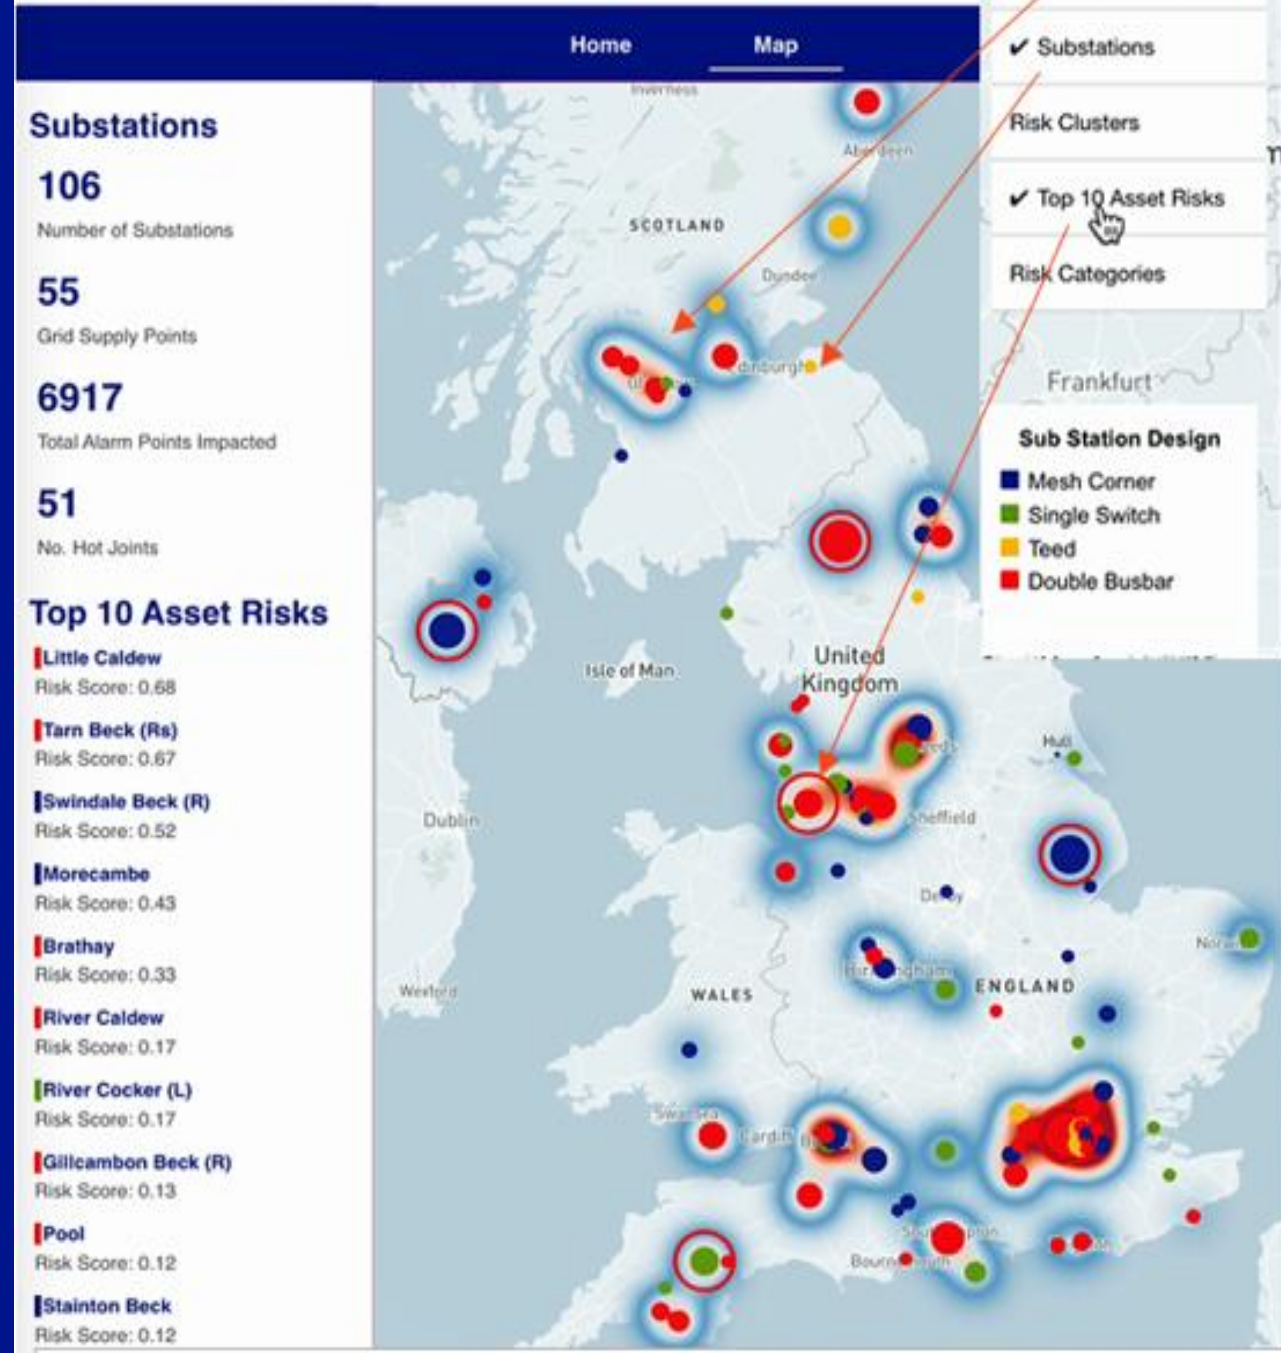 Home
Map
Substations
106
Number of Substations
55
Grid Supply Points
6917
Total Alarm Points Impacted
51
No. Hot Joints
Top 10 Asset Risks
Little Caldew
Risk Score: 0.68
Tarn Beck (Rs)
Risk Score: 0.67
Swindale Beck (R)
Risk Score: 0.52
Morecambe
Risk Score: 0.43
Brathay
Risk Score: 0.33
River Caldew
Risk Score: 0.17
River Cocker (L)
Risk Score: 0.17
Gillcambon Beck (R)
Risk Score: 0.13
Pool
Risk Score: 0.12
Stainton Beck
Risk Score: 0.12
Inverness
Aberdeen
SCOTLAND
Dundee
Isle of Man
United
Kingdom
Hull
Dublin
Sheffield
Wexford
WALES
ENGLAND
Swansea
Cardiff
✔ Substations
Risk Clusters
✔ Top 10 Asset Risks
Risk Categories
Frankfurt
Sub Station Design
Mesh Corner
Single Switch
Teed
Double Busbar